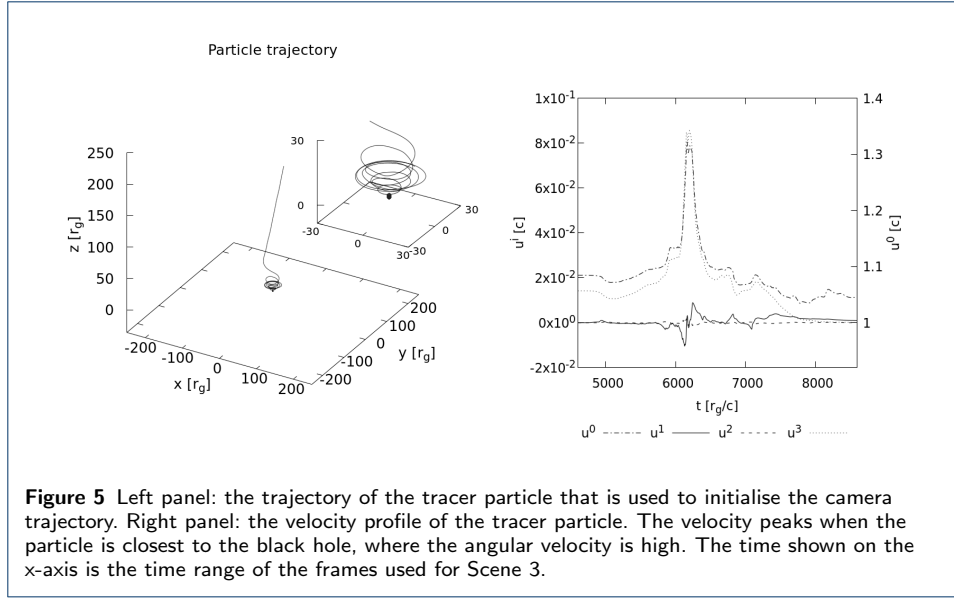 Particle trajectory
z [rg]
250
200
150
100
50
0
-200
-100
0
100
200
x [rg]
-200
-100
0
100
200
y [rg]
30
0
-30
0
30
-30
0
30
1x10-1
8x10-2
6x10-2
4x10-2
2x10-2
0x100
-2x10-2
ui [c]
1.4
1.3
1.2
1.1
1
u0 [c]
5000 6000 7000 8000
t [rg/c]
u0 u1 u2 u3
Figure 5 Left panel: the trajectory of the tracer particle that is used to initialise the camera
trajectory. Right panel: the velocity profile of the tracer particle. The velocity peaks when the
particle is closest to the black hole, where the angular velocity is high. The time shown on the
x-axis is the time range of the frames used for Scene 3.